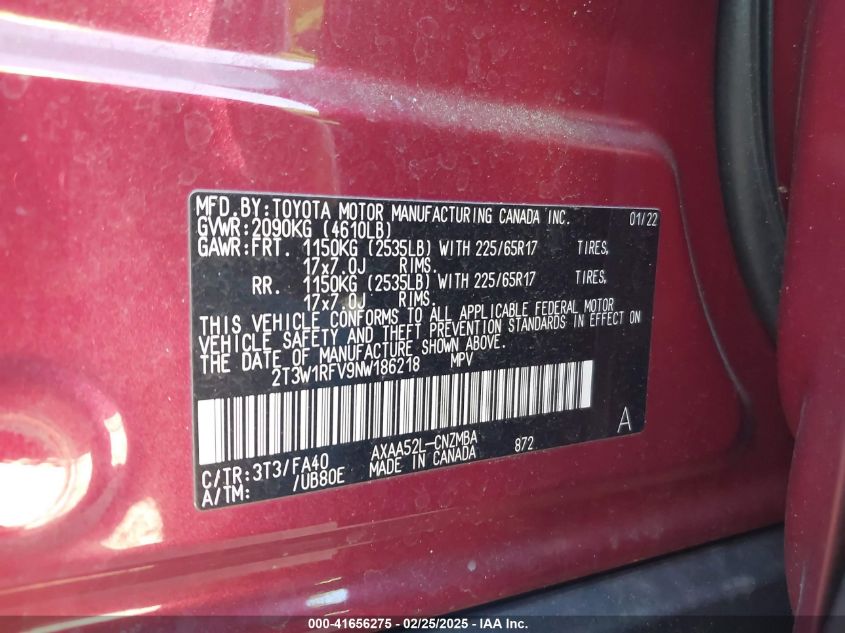 MFD.BY:TOYOTA MOTOR MANUFACTURING CANADA INC. 01/22
GVWR:2090KG (4610LB)
GAWR:FRT. 1150KG (2535LB) WITH 225/65R17 TIRES,
17x7.0J RIMS.
RR. 1150KG (2535LB) WITH 225/65R17 TIRES,
17x7.0J RIMS.
THIS VEHICLE CONFORMS TO ALL APPLICABLE FEDERAL MOTOR
VEHICLE SAFETY AND THEFT PREVENTION STANDARDS IN EFFECT ON
THE DATE OF MANUFACTURE SHOWN ABOVE.
2T3W1RFV9NW186218 MPV
A
C/TR:3T3/FA40 AXAA52L-CNZMBA 872
A/TM: /UB80E MADE IN CANADA
000-41656275 - 02/25/2025 - IAA Inc.